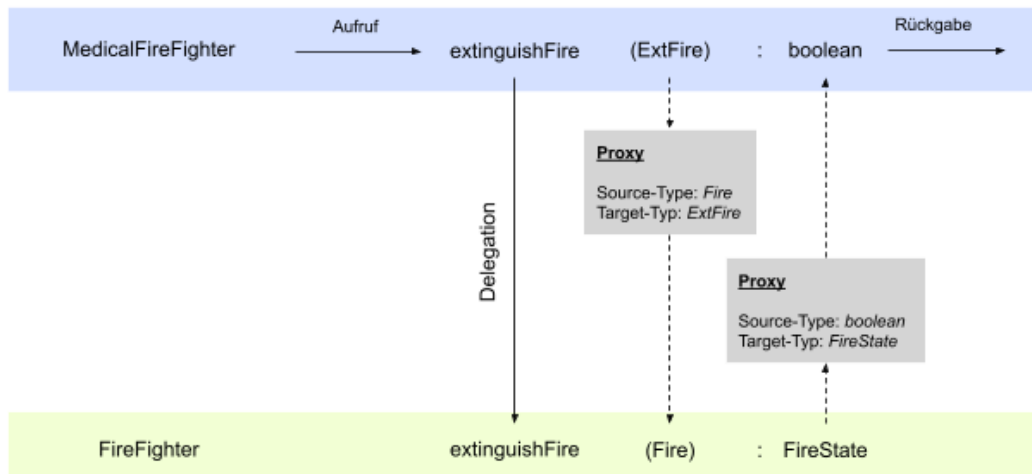 Aufruf
Rückgabe
MedicalFireFighter extinguishFire (ExtFire) : boolean
Proxy
Source-Type: Fire
Target-Typ: ExtFire
Delegation
Proxy
Source-Type: boolean
Target-Typ: FireState
FireFighter extinguishFire (Fire) : FireState